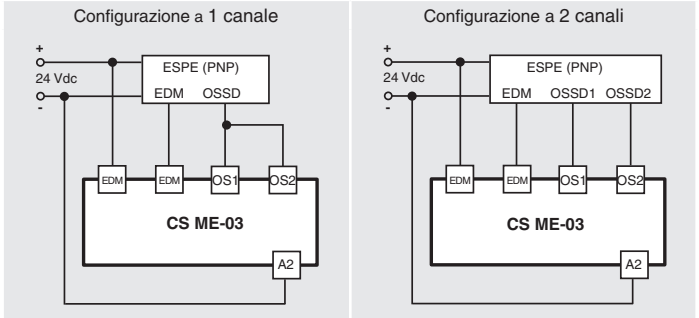 Configurazione a 1 canale
+
24 Vdc
-
ESPE (PNP)
EDM OSSD
EDM EDM OS1 OS2
CS ME-03
A2
Configurazione a 2 canali
+
24 Vdc
-
ESPE (PNP)
EDM OSSD1 OSSD2
EDM EDM OS1 OS2
CS ME-03
A2